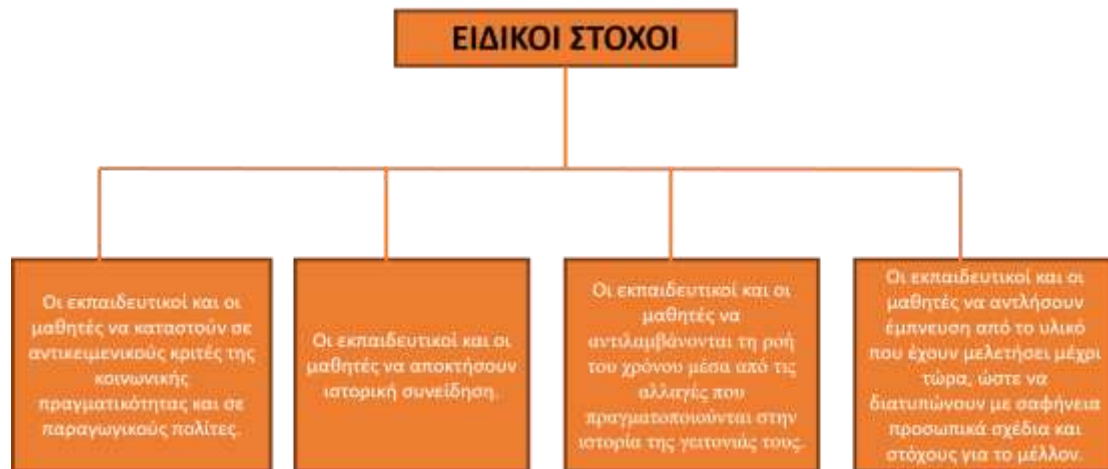 ΕΙΔΙΚΟΙ ΣΤΟΧΟΙ
Οι εκπαιδευτικοί και οι
μαθητές να καταστούν σε
αντικειμενικούς κριτές της
κοινωνικής
πραγματικότητας και σε
παραγωγικούς πολίτες.
Οι εκπαιδευτικοί και οι
μαθητές να αποκτήσουν
ιστορική συνείδηση.
Οι εκπαιδευτικοί και οι
μαθητές να
αντιλαμβάνονται τη ροή
του χρόνου μέσα από τις
αλλαγές που
πραγματοποιούνται στην
ιστορία της γειτονιάς τους.
Οι εκπαιδευτικοί και οι
μαθητές να αντλήσουν
έμπνευση από το υλικό
που έχουν μελετήσει μέχρι
τώρα, ώστε να
διατυπώνουν με σαφήνεια
προσωπικά σχέδια και
στόχους για το μέλλον.